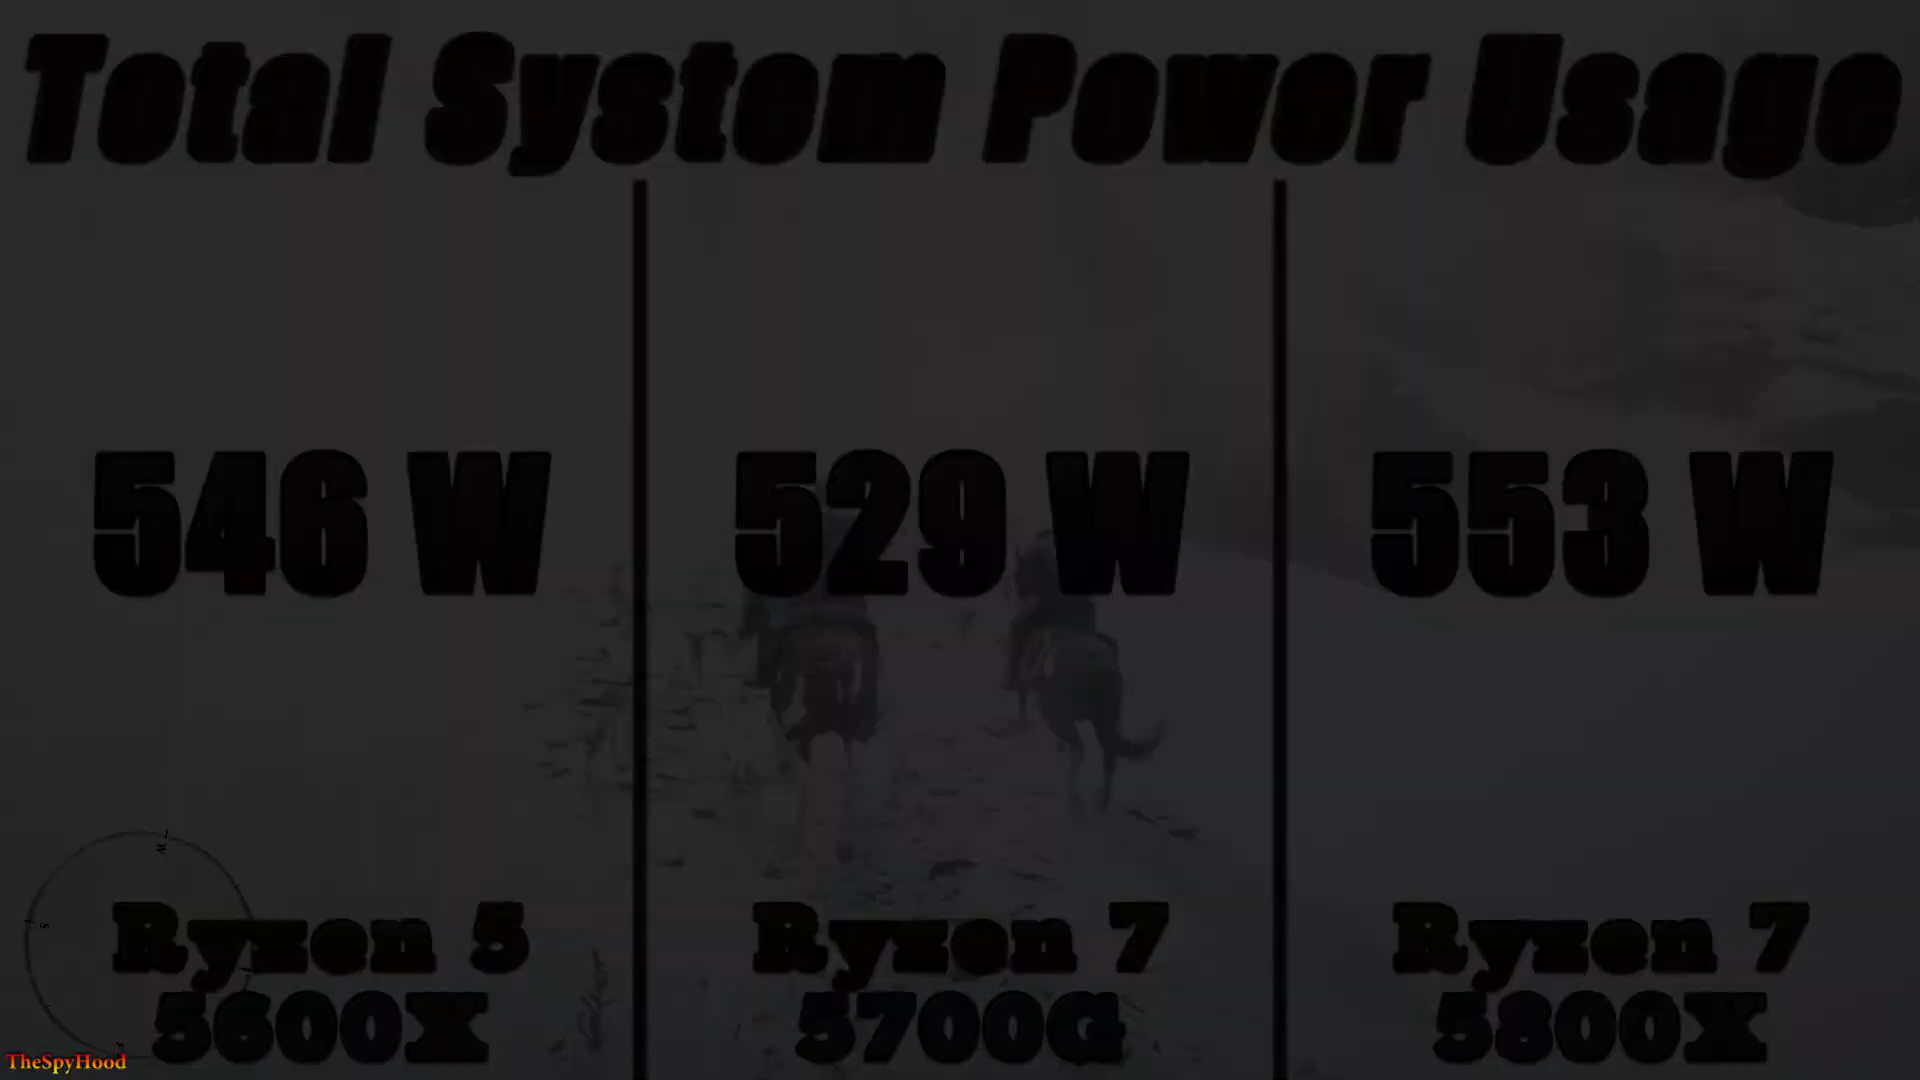 Total System Power Usage
546 W
529 W
553 W
Ryzen 5
5600X
Ryzen 7
5700G
Ryzen 7
5800X
W
S
TheSpyHood